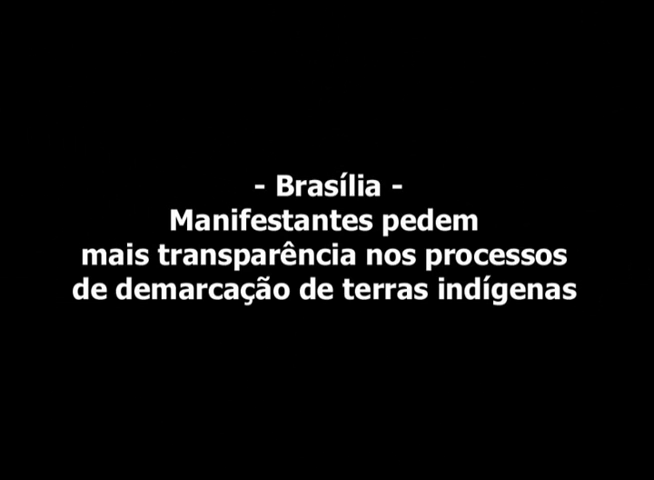 - Brasília -
Manifestantes pedem
mais transparência nos processos
de demarcação de terras indígenas